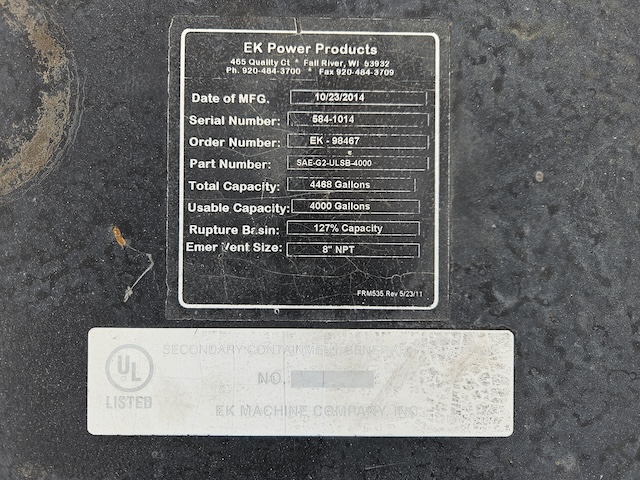 EK Power Products
465 Quality Ct * Fall River, WI 53932
Ph. 920-484-3700 * Fax 920-484-3709
Date of MFG. 10/23/2014
Serial Number: 584-1014
Order Number: EK - 98467
Part Number: SAE-G2-ULSB-4000
Total Capacity: 4468 Gallons
Usable Capacity: 4000 Gallons
Rupture Basin: 127% Capacity
Emer Vent Size: 8" NPT
FRM535 Rev 5/23/11
SECONDARY CONTAINMENT GENERATOR
UL NO.
LISTED
EK MACHINE COMPANY, INC.